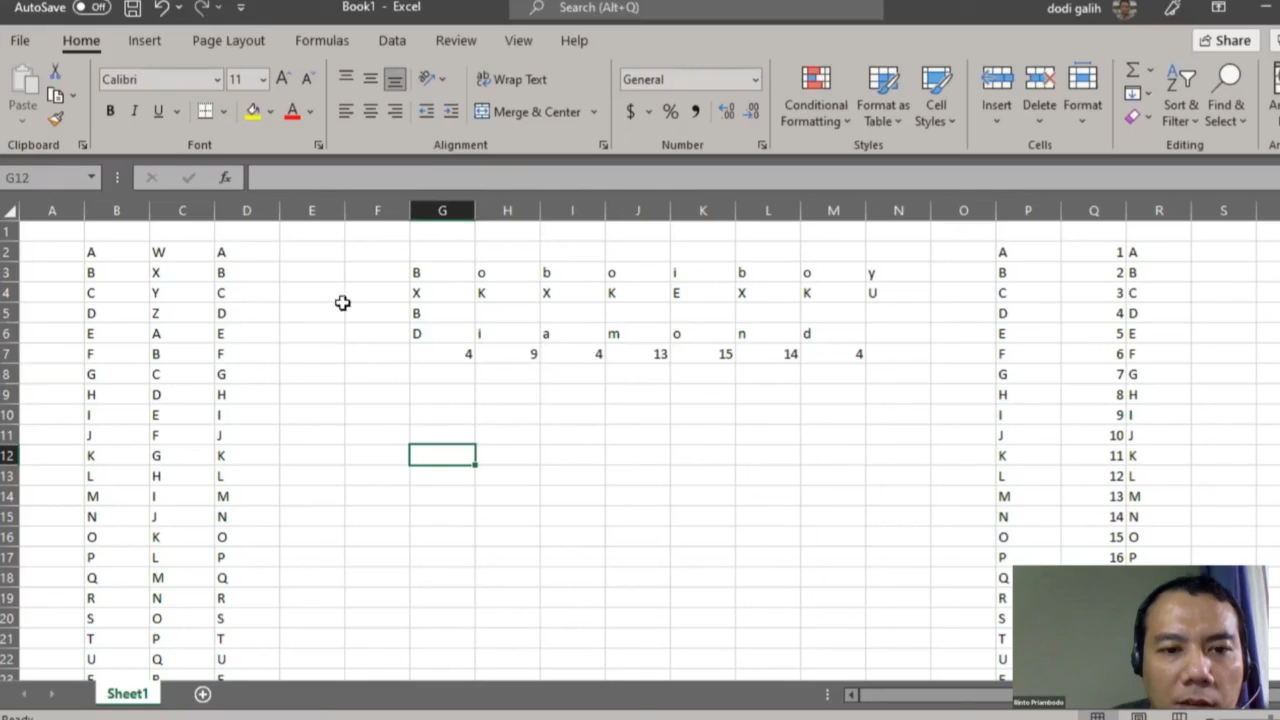 AutoSave Off Book1 - Excel Search (Alt+Q) dodi galih
File Home Insert Page Layout Formulas Data Review View Help Share
Paste Calibri 11 B I U A Wrap Text Merge & Center General $ % Conditional Formatting Format as Table Cell Styles Insert Delete Format Sort & Filter Find & Select
Clipboard Font Alignment Number Styles Cells Editing
G12 fx
A B C D E F G H I J K L M N O P Q R S
1
2 A W A A 1 A
3 B X B B o b o i b o y B 2 B
4 C Y C X K X K E X K U C 3 C
5 D Z D B D 4 D
6 E A E D i a m o n d E 5 E
7 F B F 4 9 4 13 15 14 4 F 6 F
8 G C G G 7 G
9 H D H H 8 H
10 I E I I 9 I
11 J F J J 10 J
12 K G K K 11 K
13 L H L L 12 L
14 M I M M 13 M
15 N J N N 14 N
16 O K O O 15 O
17 P L P P 16 P
18 Q M Q Q
19 R N R R
20 S O S S
21 T P T T
22 U Q U U
Sheet1
Rinto Priambodo
Ready